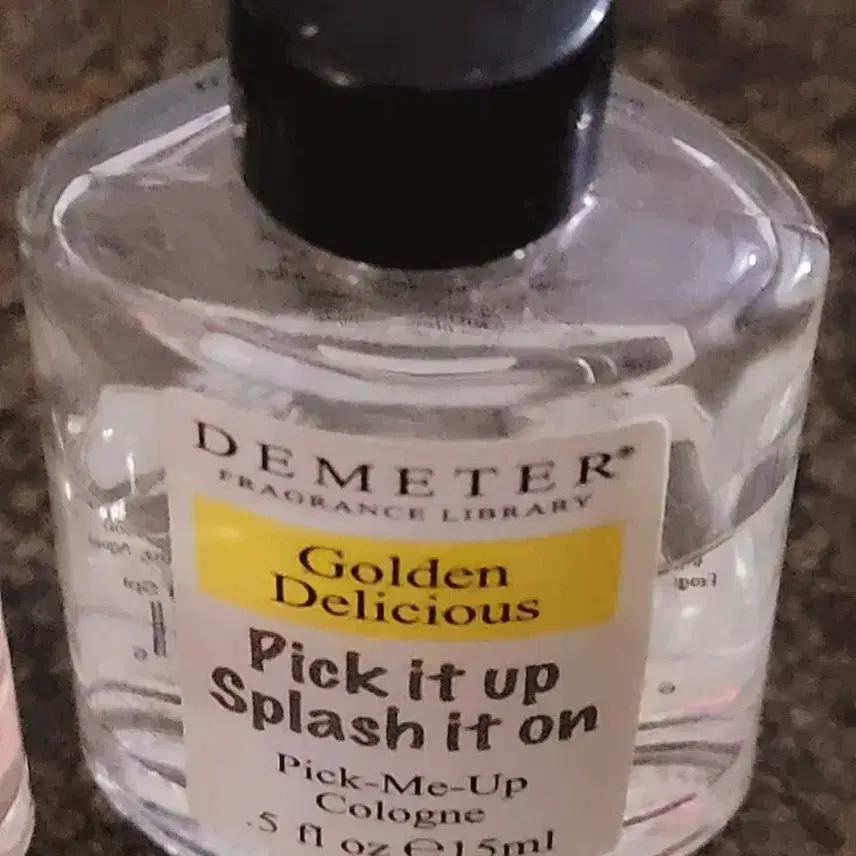 DEMETER®
FRAGRANCE LIBRARY
Golden
Delicious
Pick it up
Splash it on
Pick-Me-Up
Cologne
.5 fl oz ℮15ml